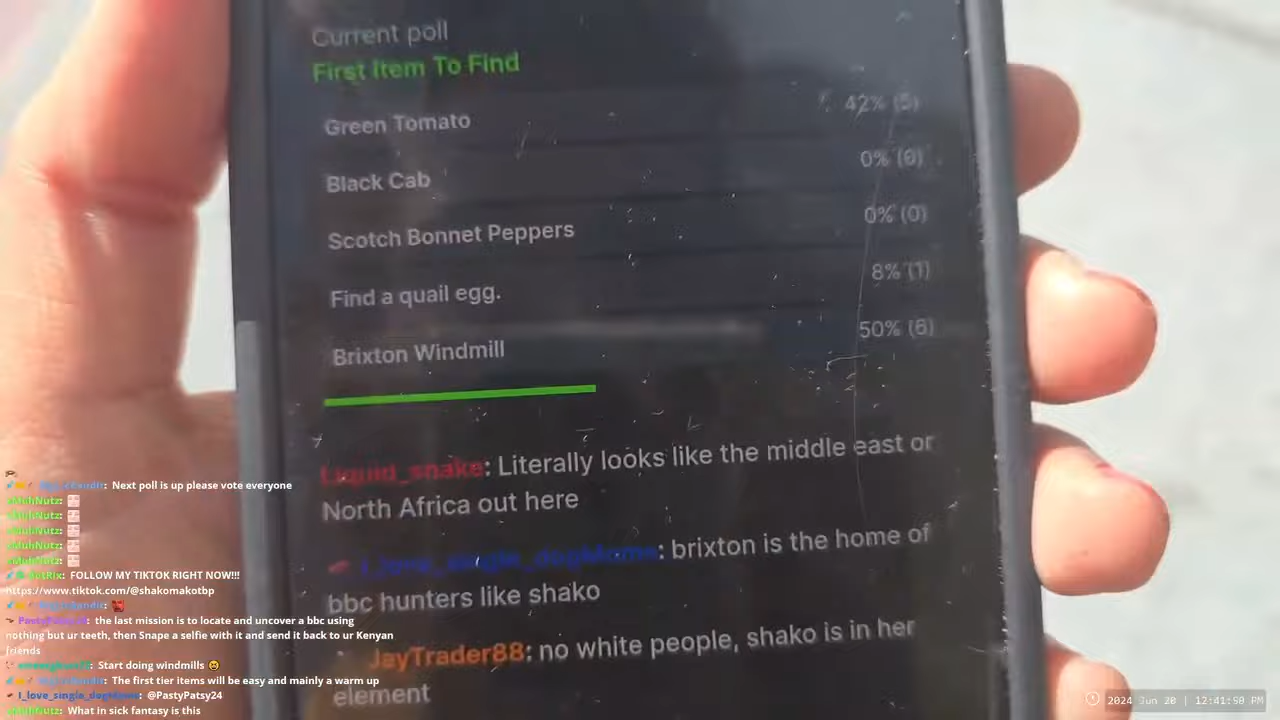 Current poll
First Item To Find
Green Tomato
42% (5)
Black Cab
0% (0)
Scotch Bonnet Peppers
0% (0)
Find a quail egg.
8% (1)
Brixton Windmill
50% (6)
Liquid_snake: Literally looks like the middle east or
North Africa out here
I_love_single_dogMoms: brixton is the home of
bbc hunters like shako
JayTrader88: no white people, shako is in her
element
Next poll is up please vote everyone
FOLLOW MY TIKTOK RIGHT NOW!!!
https://www.tiktok.com/@shakomakotbp
PastyPatsy24: the last mission is to locate and uncover a bbc using
nothing but ur teeth, then Snape a selfie with it and send it back to ur Kenyan
friends
Start doing windmills
The first tier items will be easy and mainly a warm up
I_love_single_dogMoms: @PastyPatsy24
What in sick fantasy is this
2024 Jun 20 | 12:41:50 PM